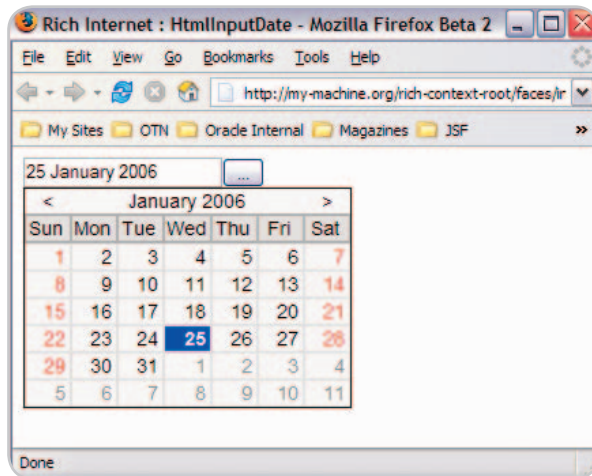 Rich Internet : HtmlInputDate - Mozilla Firefox Beta 2
File Edit View Go Bookmarks Tools Help
http://my-machine.org/rich-context-root/faces/ir
My Sites OTN Oracle Internal Magazines JSF »
25 January 2006 ...
< January 2006 >
Sun Mon Tue Wed Thu Fri Sat
1 2 3 4 5 6 7
8 9 10 11 12 13 14
15 16 17 18 19 20 21
22 23 24 25 26 27 28
29 30 31 1 2 3 4
5 6 7 8 9 10 11
Done